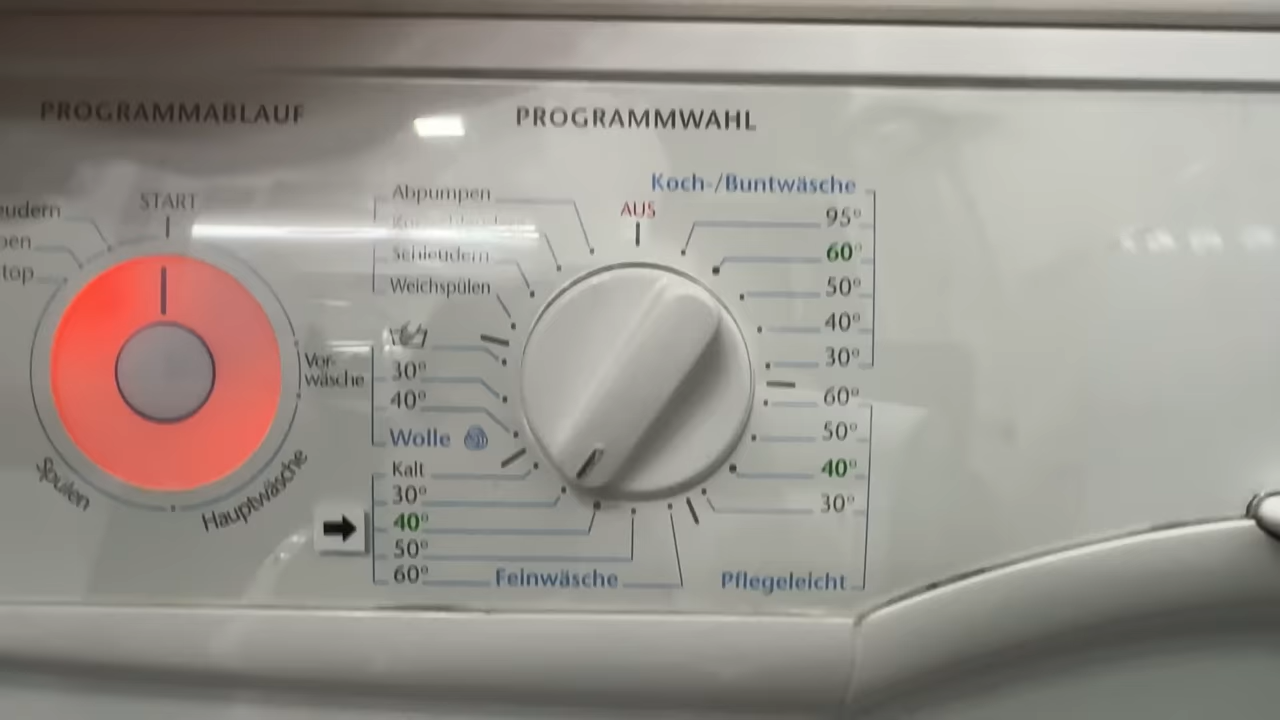 PROGRAMMABLAUF
PROGRAMMWAHL
START
top
Vor-
wäsche
Hauptwäsche
Spülen
Abpumpen
Schleudern
Weichspülen
30°
40°
Wolle
Kalt
30°
40°
50°
60°
Feinwäsche
AUS
Koch-/Buntwäsche
95°
60°
50°
40°
30°
60°
50°
40°
30°
Pflegeleicht